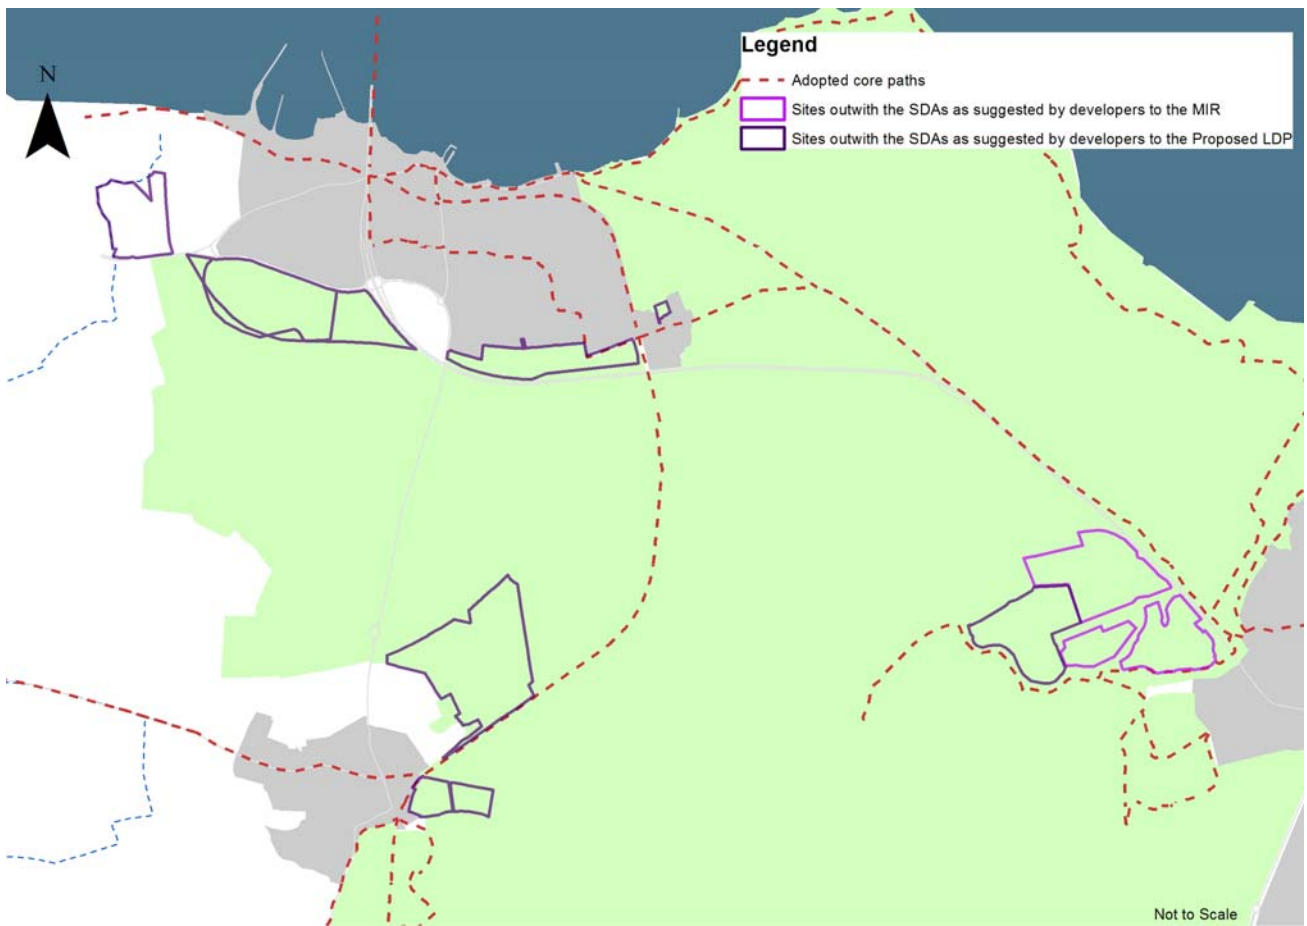 N
Legend
Adopted core paths
Sites outwith the SDAs as suggested by developers to the MIR
Sites outwith the SDAs as suggested by developers to the Proposed LDP
Not to Scale